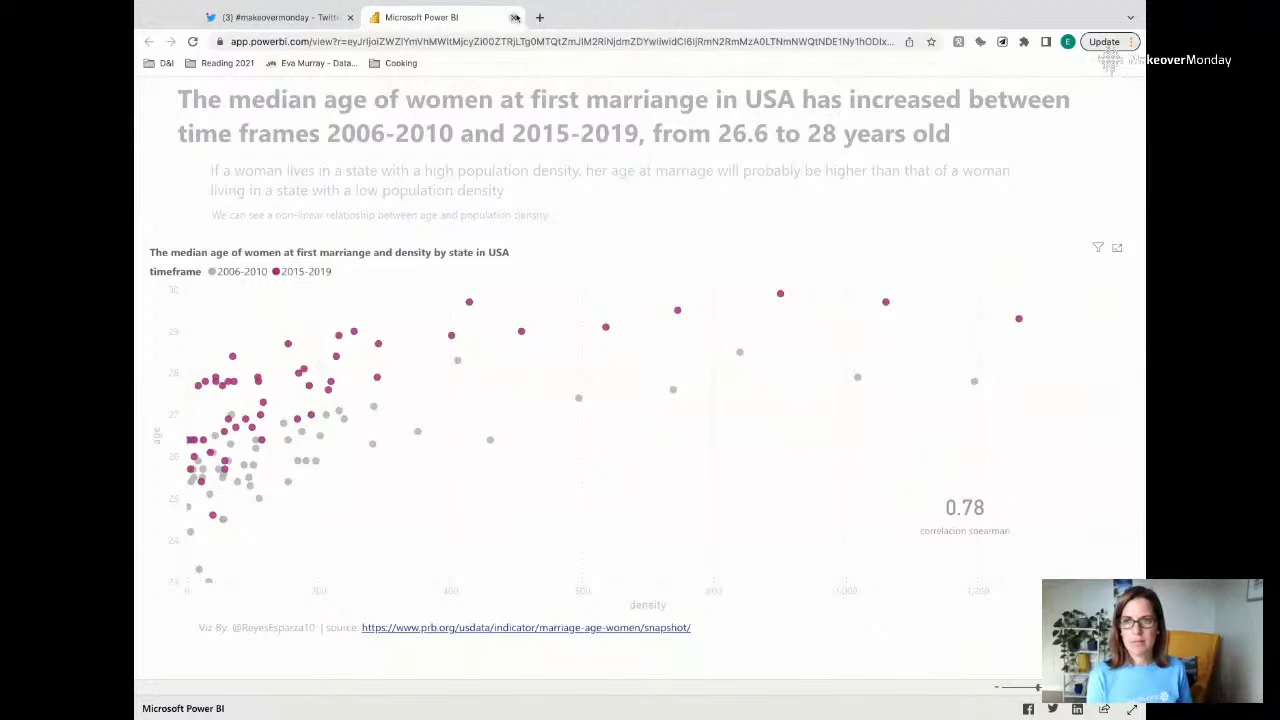 (3) #makeovermonday - Twitte
Microsoft Power BI
app.powerbi.com/view?r=eyJrIjoiZWZlYmVhMWItMjcyZi00ZTRjLTg0MTQtZmJlM2RiNjdmZDYwIiwidCI6IjRmN2RmMzA0LTNmNWQtNDE1Ny1hODlX...
Update
D&I
Reading 2021
Eva Murray - Data...
Cooking
keoverMonday
The median age of women at first marriange in USA has increased between
time frames 2006-2010 and 2015-2019, from 26.6 to 28 years old
If a woman lives in a state with a high population density, her age at marriage will probably be higher than that of a woman
living in a state with a low population density
We can see a non-linear relatioship between age and population density.
The median age of women at first marriange and density by state in USA
timeframe 2006-2010 2015-2019
30
29
28
27
26
25
24
23
age
0
200
400
600
800
1,000
1,200
density
0.78
correlacion spearman
Viz By: @ReyesEsparza10 | source: https://www.prb.org/usdata/indicator/marriage-age-women/snapshot/
Microsoft Power BI